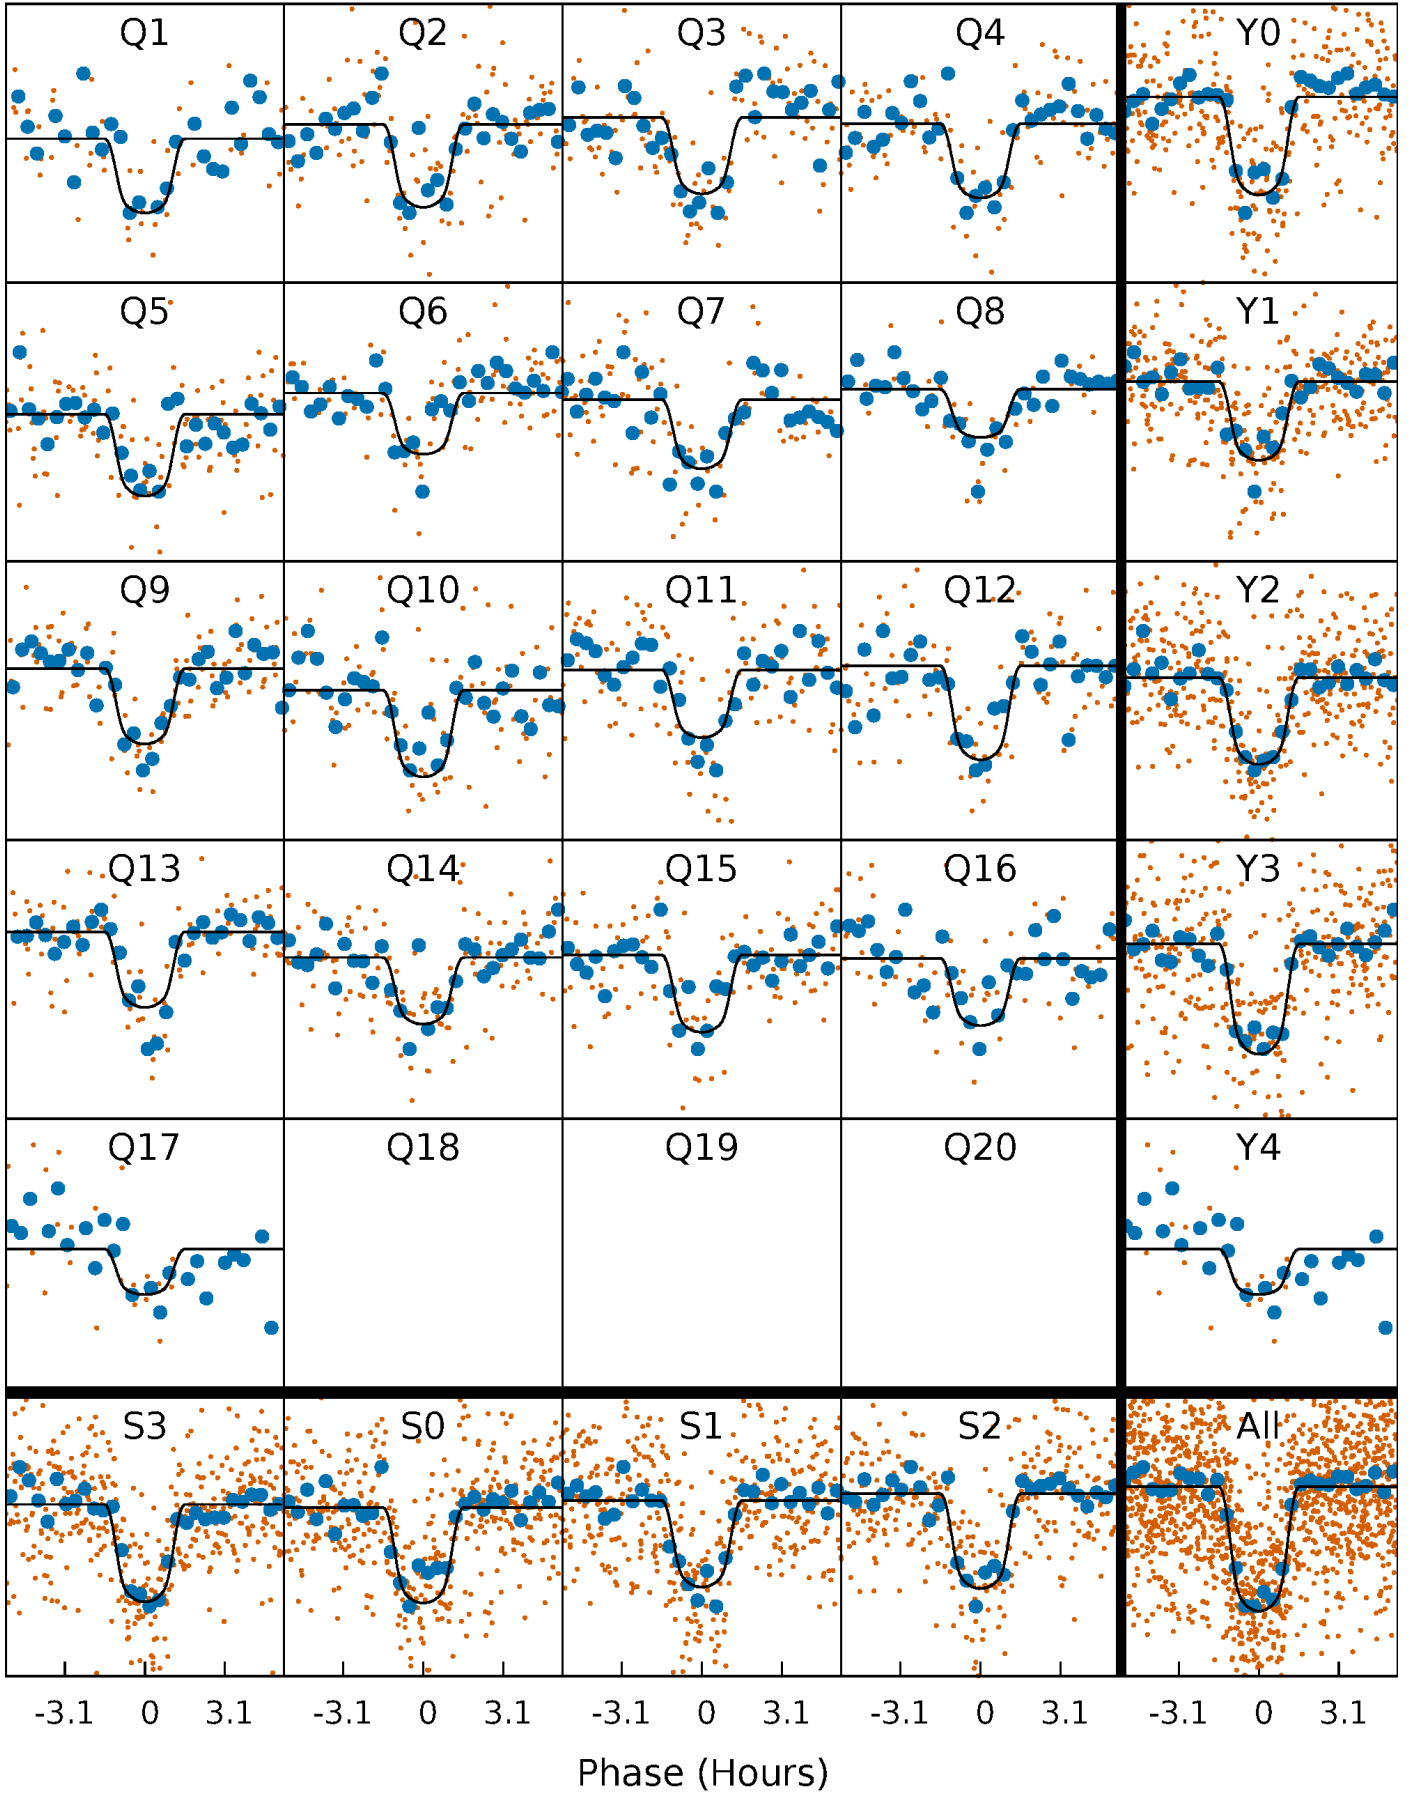 Q1 Q2 Q3 Q4 Y0
Q5 Q6 Q7 Q8 Y1
Q9 Q10 Q11 Q12 Y2
Q13 Q14 Q15 Q16 Y3
Q17 Q18 Q19 Q20 Y4
S3 S0 S1 S2 All
-3.1 0 3.1 -3.1 0 3.1 -3.1 0 3.1 -3.1 0 3.1 -3.1 0 3.1
Phase (Hours)